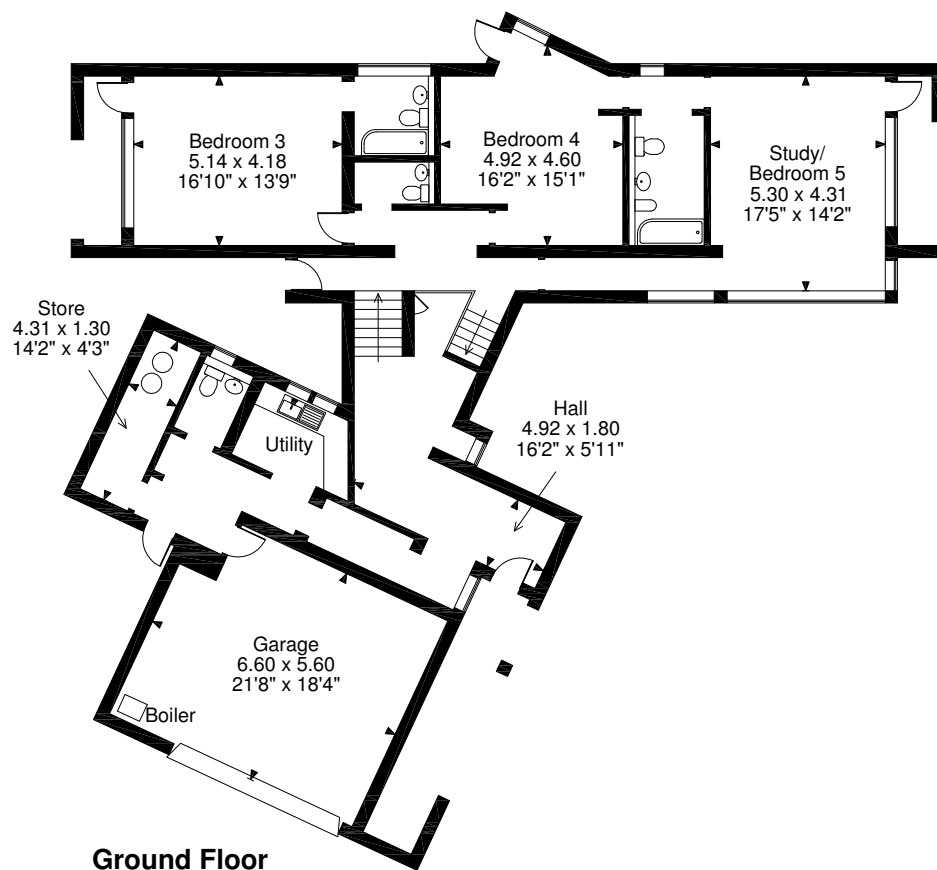 Bedroom 3
5.14 x 4.18
16'10" x 13'9"
Bedroom 4
4.92 x 4.60
16'2" x 15'1"
Study/
Bedroom 5
5.30 x 4.31
17'5" x 14'2"
Store
4.31 x 1.30
14'2" x 4'3"
Utility
Hall
4.92 x 1.80
16'2" x 5'11"
Garage
6.60 x 5.60
21'8" x 18'4"
Boiler
Ground Floor